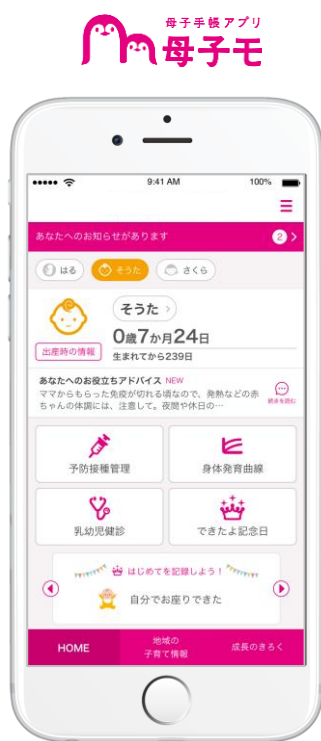 母子手帳アプリ
母子モ
9:41 AM
100%
あなたへのお知らせがあります
2
はる
そうた
さくら
そうた
0歳7か月24日
出産時の情報
生まれてから239日
あなたへのお役立ちアドバイス NEW
ママからもらった免疫が切れる頃なので、発熱などの赤
ちゃんの体調には、注意して。夜間や休日の…
続きを読む
予防接種管理
身体発育曲線
乳幼児健診
できたよ記念日
はじめてを記録しよう！
自分でお座りできた
HOME
地域の
子育て情報
成長のきろく